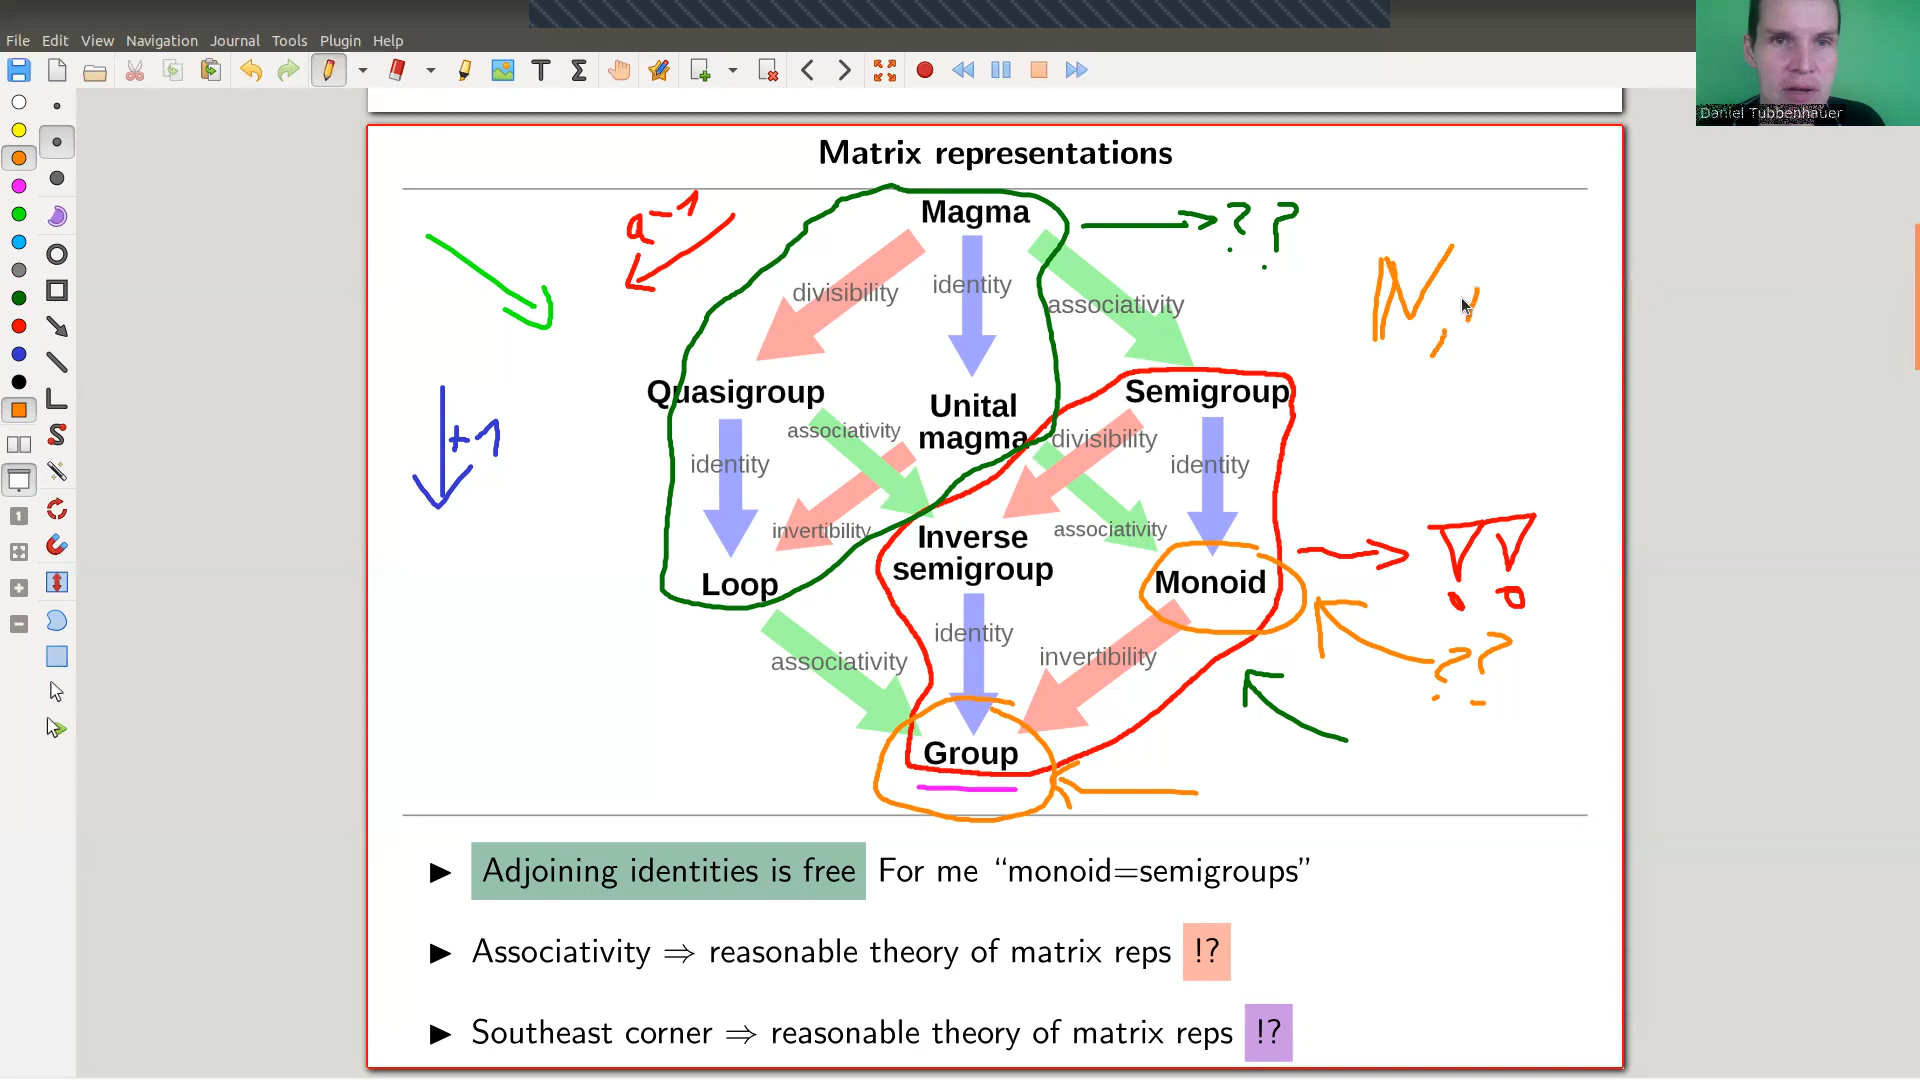 File Edit View Navigation Journal Tools Plugin Help
Daniel Tubbenhauer
Matrix representations
Magma
a⁻¹
??
divisibility identity associativity
ℕ,
Quasigroup Unital magma Semigroup
associativity divisibility
+1
identity identity
invertibility associativity
Inverse semigroup
Loop Monoid
!!
identity
associativity invertibility
??
Group
▶ Adjoining identities is free For me “monoid=semigroups”
▶ Associativity ⇒ reasonable theory of matrix reps !?
▶ Southeast corner ⇒ reasonable theory of matrix reps !?